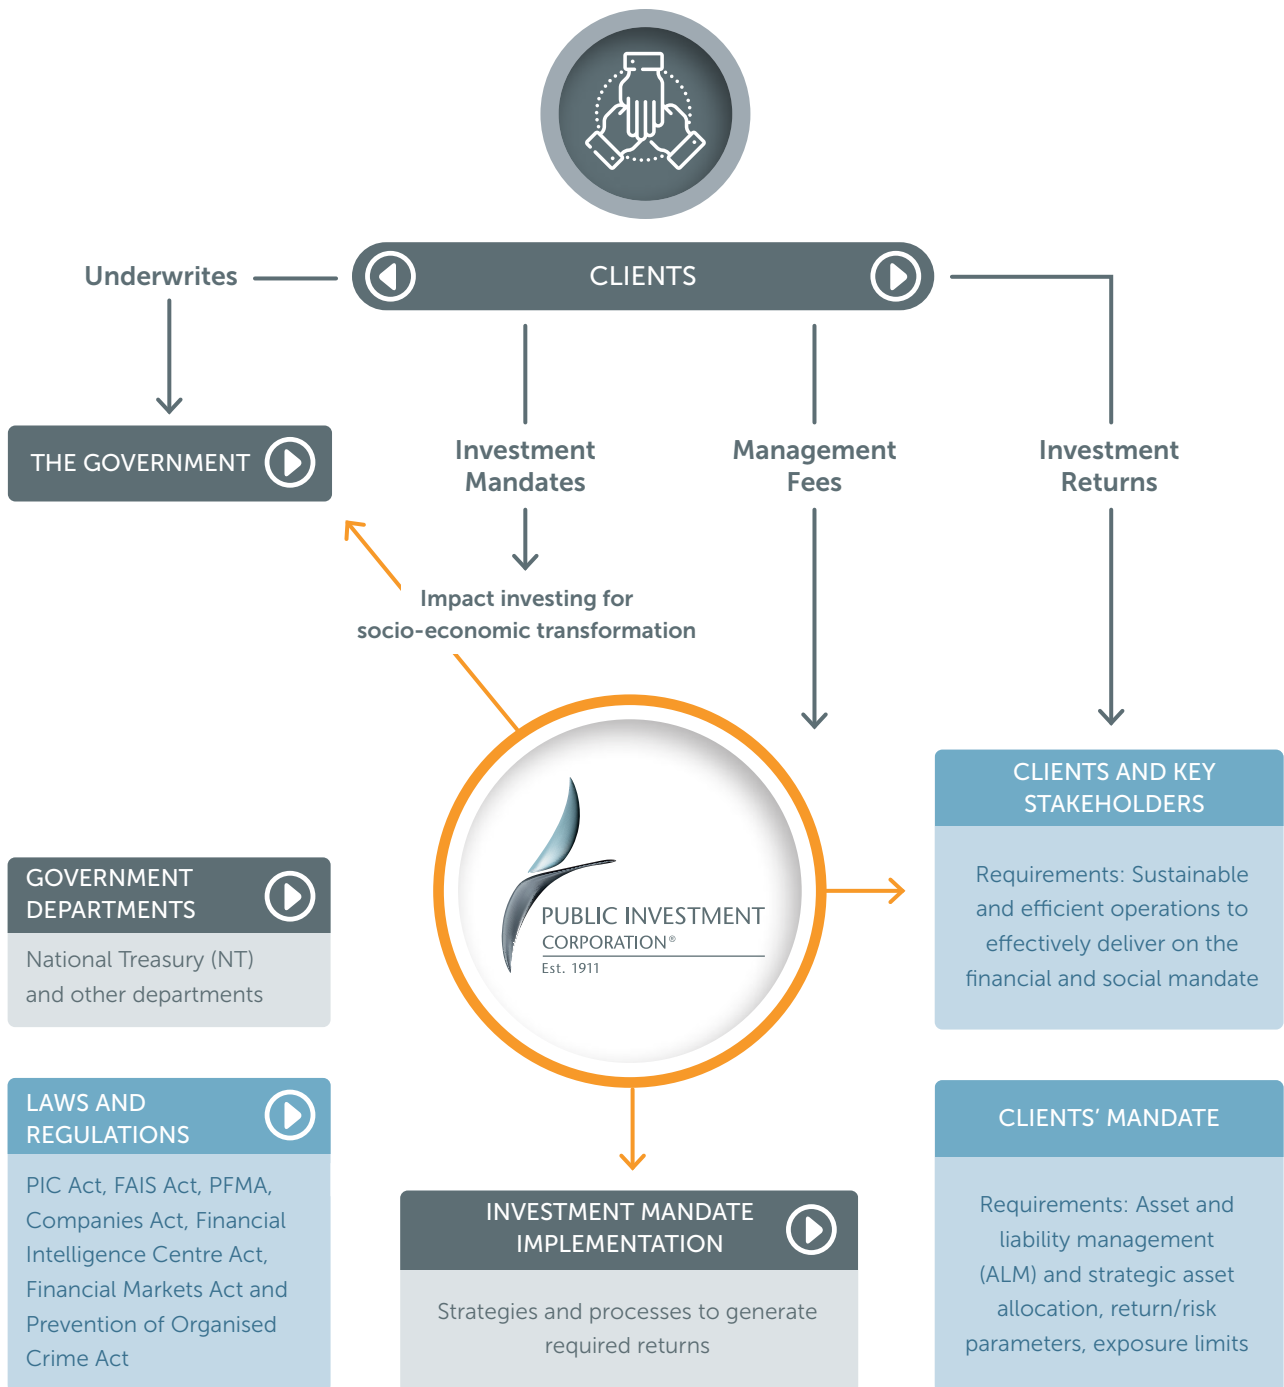 CLIENTS
Underwrites
THE GOVERNMENT
Investment
Mandates
Management
Fees
Investment
Returns
Impact investing for
socio-economic transformation
PUBLIC INVESTMENT
CORPORATION®
Est. 1911
CLIENTS AND KEY
STAKEHOLDERS
Requirements: Sustainable
and efficient operations to
effectively deliver on the
financial and social mandate
GOVERNMENT
DEPARTMENTS
National Treasury (NT)
and other departments
LAWS AND
REGULATIONS
PIC Act, FAIS Act, PFMA,
Companies Act, Financial
Intelligence Centre Act,
Financial Markets Act and
Prevention of Organised
Crime Act
INVESTMENT MANDATE
IMPLEMENTATION
Strategies and processes to generate
required returns
CLIENTS’ MANDATE
Requirements: Asset and
liability management
(ALM) and strategic asset
allocation, return/risk
parameters, exposure limits